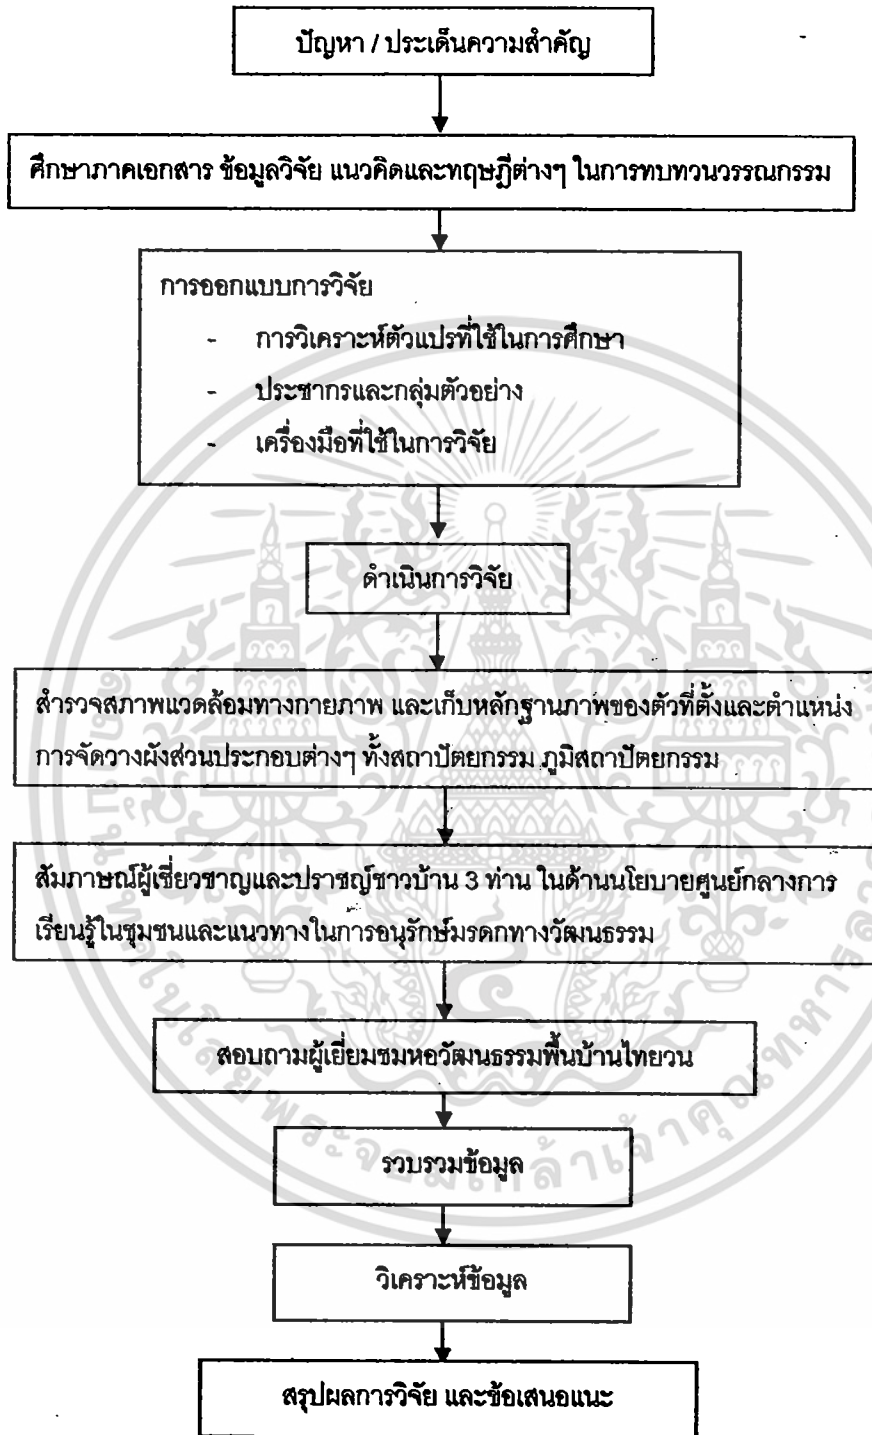 ปัญหา / ประเด็นความสำคัญ
ศึกษาภาคเอกสาร ข้อมูลวิจัย แนวคิดและทฤษฎีต่างๆ ในการทบทวนวรรณกรรม
การออกแบบการวิจัย
- การวิเคราะห์ตัวแปรที่ใช้ในการศึกษา
- ประชากรและกลุ่มตัวอย่าง
- เครื่องมือที่ใช้ในการวิจัย
ดำเนินการวิจัย
สำรวจสภาพแวดล้อมทางกายภาพ และเก็บหลักฐานภาพของตัวที่ตั้งและตำแหน่ง
การจัดวางผังส่วนประกอบต่างๆ ทั้งสถาปัตยกรรม ภูมิสถาปัตยกรรม
สัมภาษณ์ผู้เชี่ยวชาญและปราชญ์ชาวบ้าน 3 ท่าน ในด้านนโยบายศูนย์กลางการ
เรียนรู้ในชุมชนและแนวทางในการอนุรักษ์มรดกทางวัฒนธรรม
สอบถามผู้เยี่ยมชมหอวัฒนธรรมพื้นบ้านไทยวน
รวบรวมข้อมูล
วิเคราะห์ข้อมูล
สรุปผลการวิจัย และข้อเสนอแนะ
พระจอมเกล้าเจ้าคุณทหาร